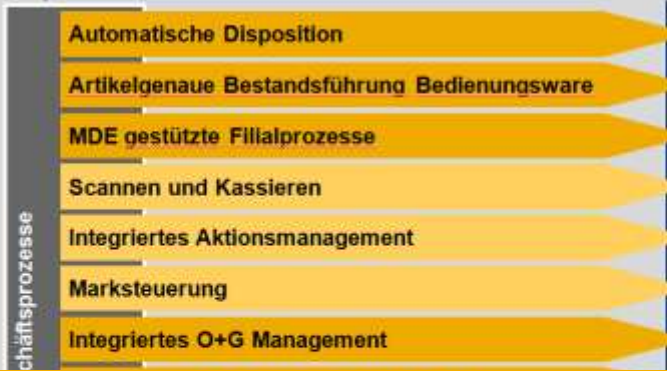 Automatische Disposition
Artikelgenaue Bestandsführung Bedienungsware
MDE gestützte Filialprozesse
Scannen und Kassieren
Integriertes Aktionsmanagement
Marksteuerung
Integriertes O+G Management
chäftsprozesse